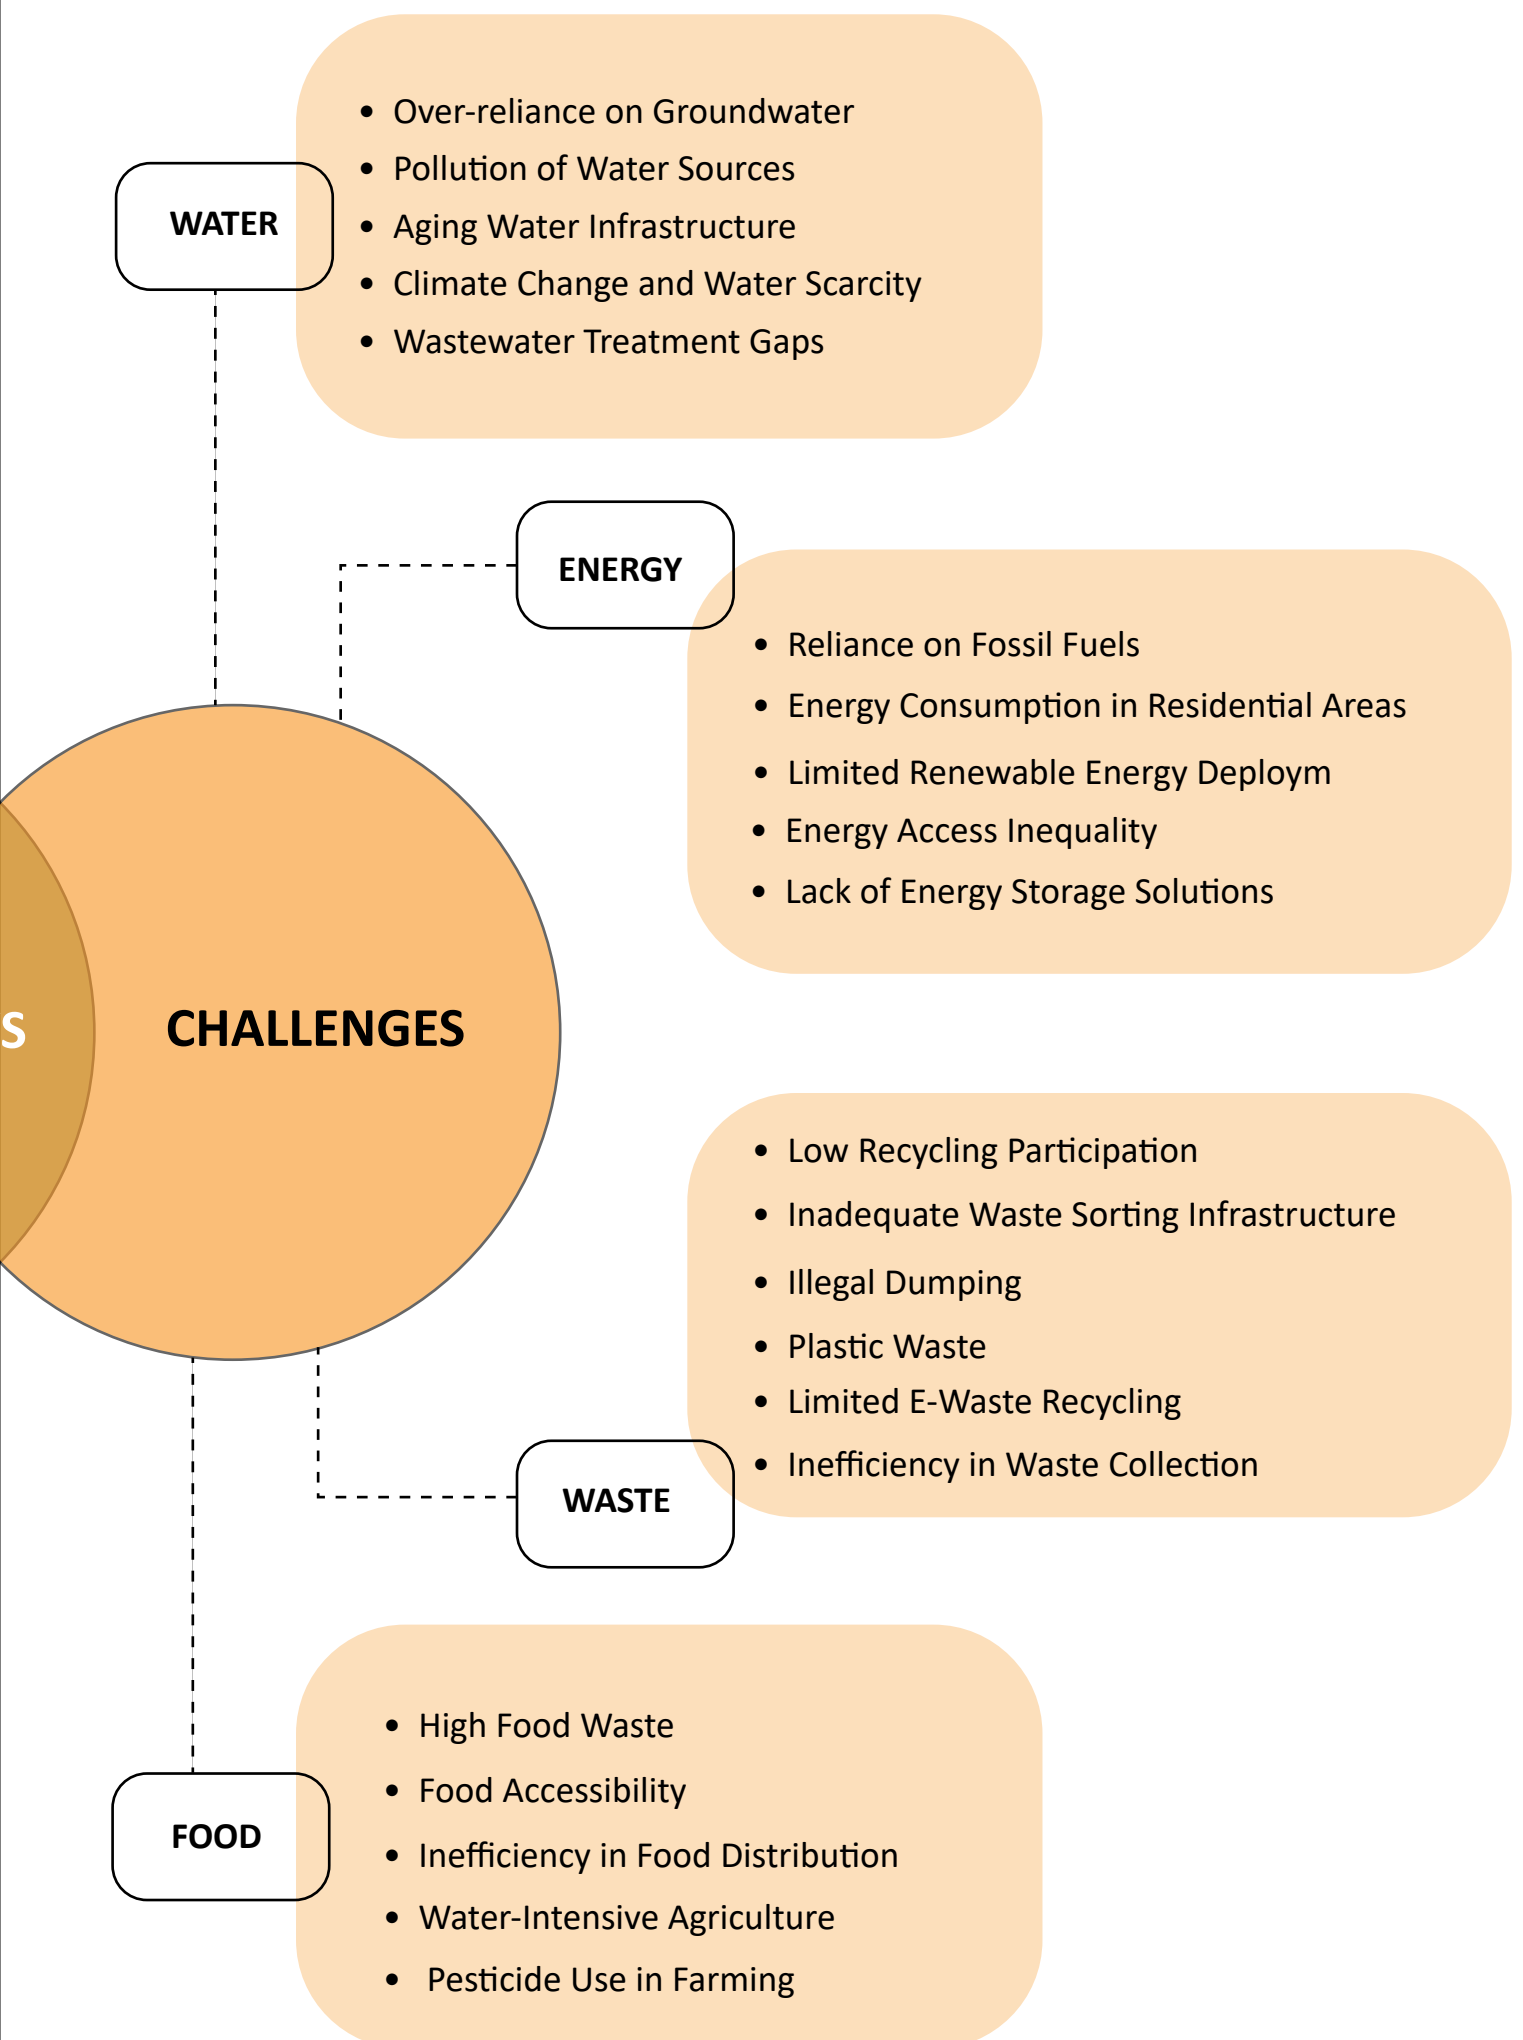 WATER
• Over-reliance on Groundwater
• Pollution of Water Sources
• Aging Water Infrastructure
• Climate Change and Water Scarcity
• Wastewater Treatment Gaps
ENERGY
• Reliance on Fossil Fuels
• Energy Consumption in Residential Areas
• Limited Renewable Energy Deploym
• Energy Access Inequality
• Lack of Energy Storage Solutions
S
CHALLENGES
• Low Recycling Participation
• Inadequate Waste Sorting Infrastructure
• Illegal Dumping
• Plastic Waste
• Limited E-Waste Recycling
• Inefficiency in Waste Collection
WASTE
FOOD
• High Food Waste
• Food Accessibility
• Inefficiency in Food Distribution
• Water-Intensive Agriculture
• Pesticide Use in Farming